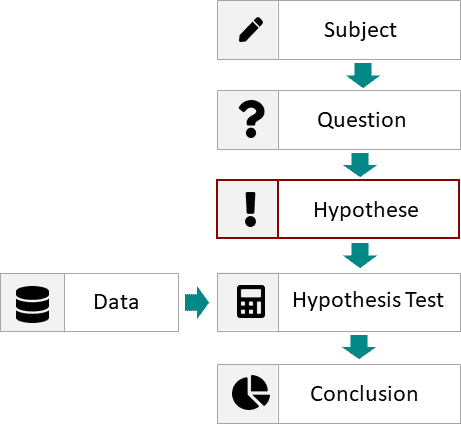 Subject
Question
Hypothese
Data
Hypothesis Test
Conclusion